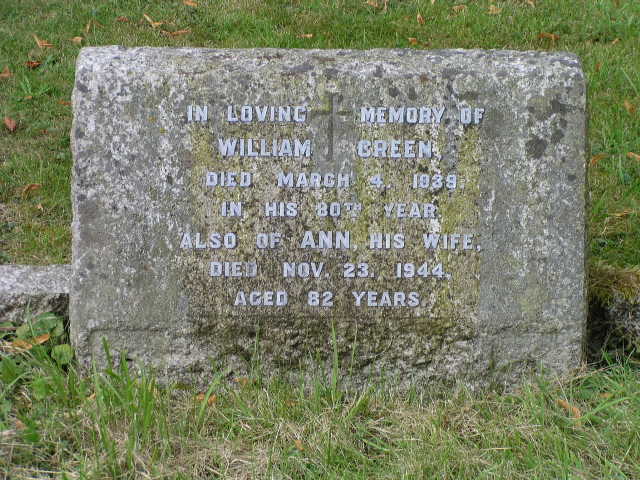 IN LOVING MEMORY OF
WILLIAM GREEN,
DIED MARCH 4, 1939
IN HIS 80TH YEAR
ALSO OF ANN, HIS WIFE,
DIED NOV. 23, 1944.
AGED 82 YEARS.